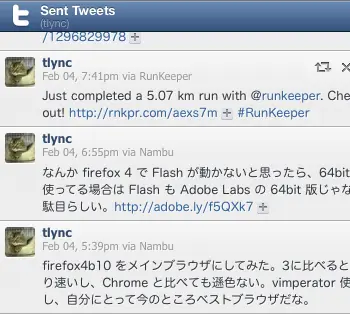 Sent Tweets
(tlync)
/1296829978
tlync
Feb 04, 7:41pm via RunKeeper
Just completed a 5.07 km run with @runkeeper. Che
out! http://rnkpr.com/aexs7m #RunKeeper
tlync
Feb 04, 6:55pm via Nambu
なんか firefox 4 で Flash が動かないと思ったら、64bit
使ってる場合は Flash も Adobe Labs の 64bit 版じゃな
駄目らしい。http://adobe.ly/f5QXk7
tlync
Feb 04, 5:39pm via Nambu
firefox4b10 をメインブラウザにしてみた。3に比べると
り速いし、Chrome と比べても遜色ない。vimperator 使
し、自分にとって今のところベストブラウザだな。